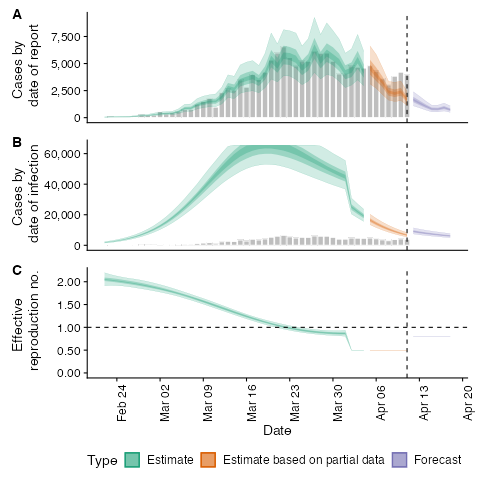 A
Cases by
date of report
7,500
5,000
2,500
0
B
Cases by
date of infection
60,000
40,000
20,000
0
C
Effective
reproduction no.
2.00
1.50
1.00
0.50
0.00
Feb 24
Mar 02
Mar 09
Mar 16
Mar 23
Mar 30
Apr 06
Apr 13
Apr 20
Date
Type Estimate Estimate based on partial data Forecast